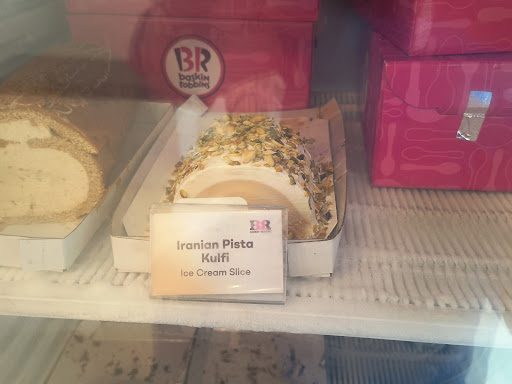 BR
baskin
robbins
BR
Iranian Pista
Kulfi
Ice Cream Slice